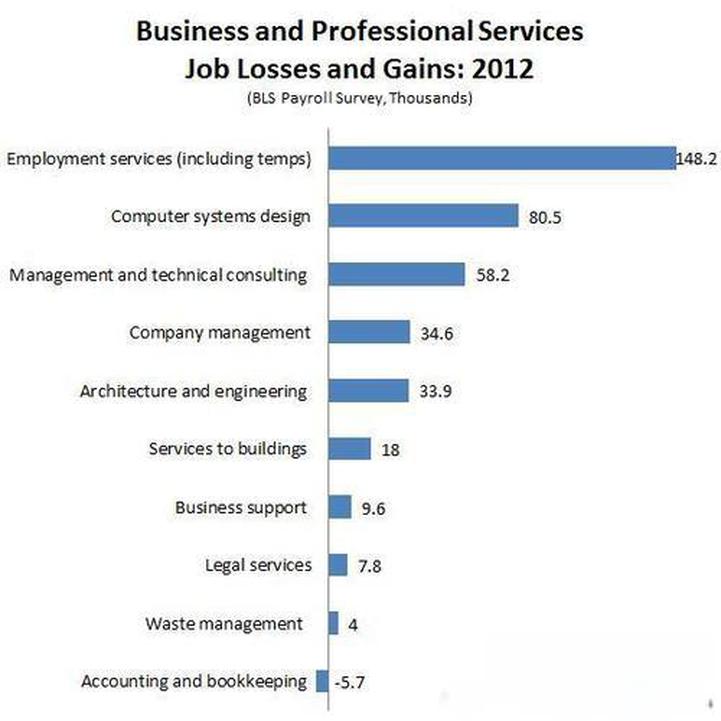 Business and Professional Services
Job Losses and Gains: 2012
(BLS Payroll Survey, Thousands)
Employment services (including temps) 148.2
Computer systems design 80.5
Management and technical consulting 58.2
Company management 34.6
Architecture and engineering 33.9
Services to buildings 18
Business support 9.6
Legal services 7.8
Waste management 4
Accounting and bookkeeping -5.7